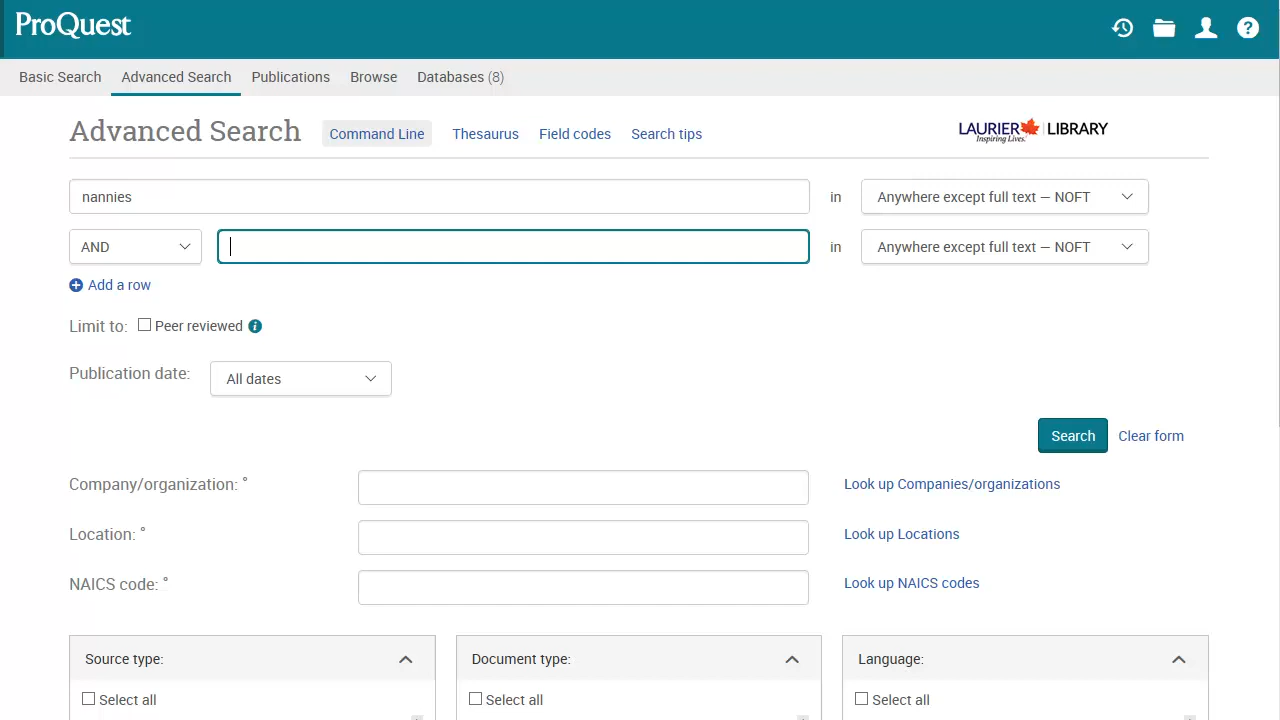 ProQuest
?
Basic Search Advanced Search Publications Browse Databases (8)
Advanced Search Command Line Thesaurus Field codes Search tips
LAURIER LIBRARY
Inspiring Lives.
nannies in Anywhere except full text — NOFT
AND in Anywhere except full text — NOFT
Add a row
Limit to: Peer reviewed i
Publication date: All dates
Search Clear form
Company/organization: ° Look up Companies/organizations
Location: ° Look up Locations
NAICS code: ° Look up NAICS codes
Source type: Document type: Language:
Select all Select all Select all